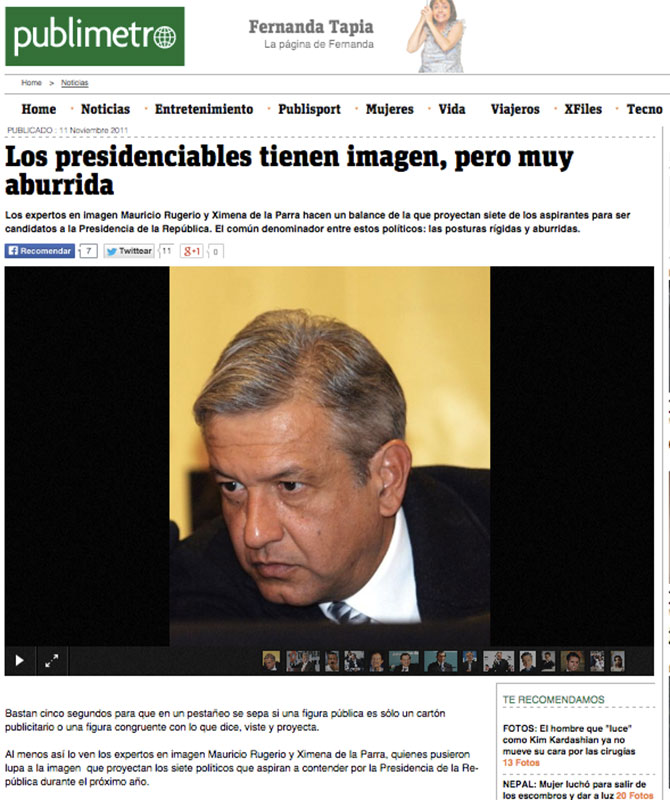 publimetro
Fernanda Tapia
La página de Fernanda
Home > Noticias
Home • Noticias • Entretenimiento • Publisport • Mujeres • Vida Viajeros • XFiles • Tecno
PUBLICADO : 11 Noviembre 2011
Los presidenciables tienen imagen, pero muy
aburrida
Los expertos en imagen Mauricio Rugerio y Ximena de la Parra hacen un balance de la que proyectan siete de los aspirantes para ser
candidatos a la Presidencia de la República. El común denominador entre estos políticos: las posturas rígidas y aburridas.
Recomendar 7 Twittear 11 g+1 0
Bastan cinco segundos para que en un pestañeo se sepa si una figura pública es sólo un cartón
publicitario o una figura congruente con lo que dice, viste y proyecta.
Al menos así lo ven los expertos en imagen Mauricio Rugerio y Ximena de la Parra, quienes pusieron
lupa a la imagen que proyectan los siete políticos que aspiran a contender por la Presidencia de la Re-
pública durante el próximo año.
TE RECOMENDAMOS
FOTOS: El hombre que "luce"
como Kim Kardashian ya no
mueve su cara por las cirugías
13 Fotos
NEPAL: Mujer luchó para salir de
los escombros y dar a luz 20 Fotos